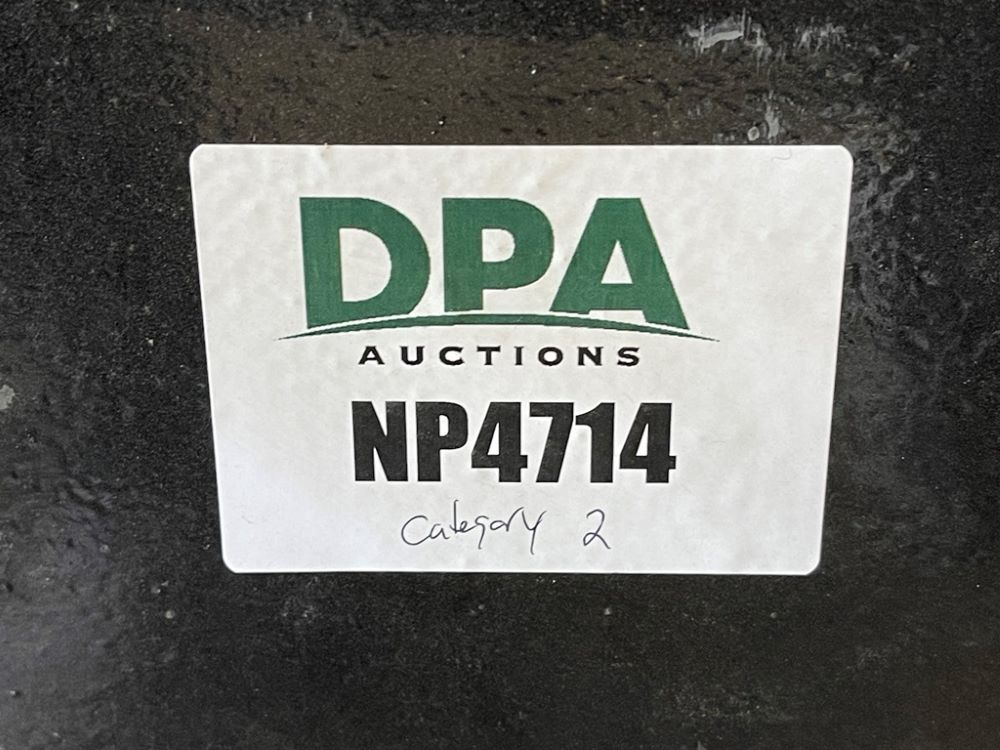 DPA
AUCTIONS
NP4714
Category 2